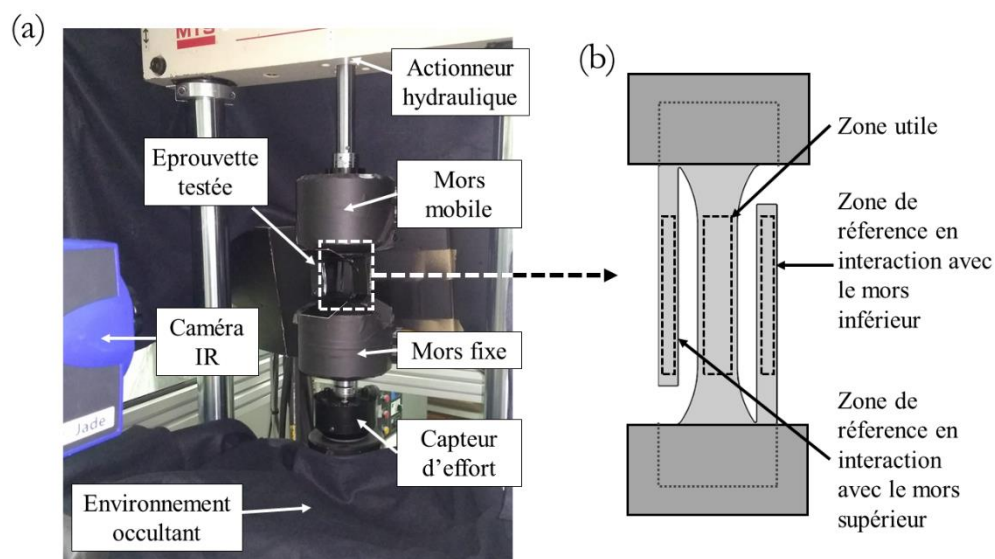 (a)
MTS
Actionneur
hydraulique
Eprouvette
testée
Mors
mobile
Caméra
IR
Mors fixe
Jade
Capteur
d'effort
Environnement
occultant
(b)
Zone utile
Zone de
réference en
interaction avec
le mors
inférieur
Zone de
réference en
interaction
avec le mors
supérieur